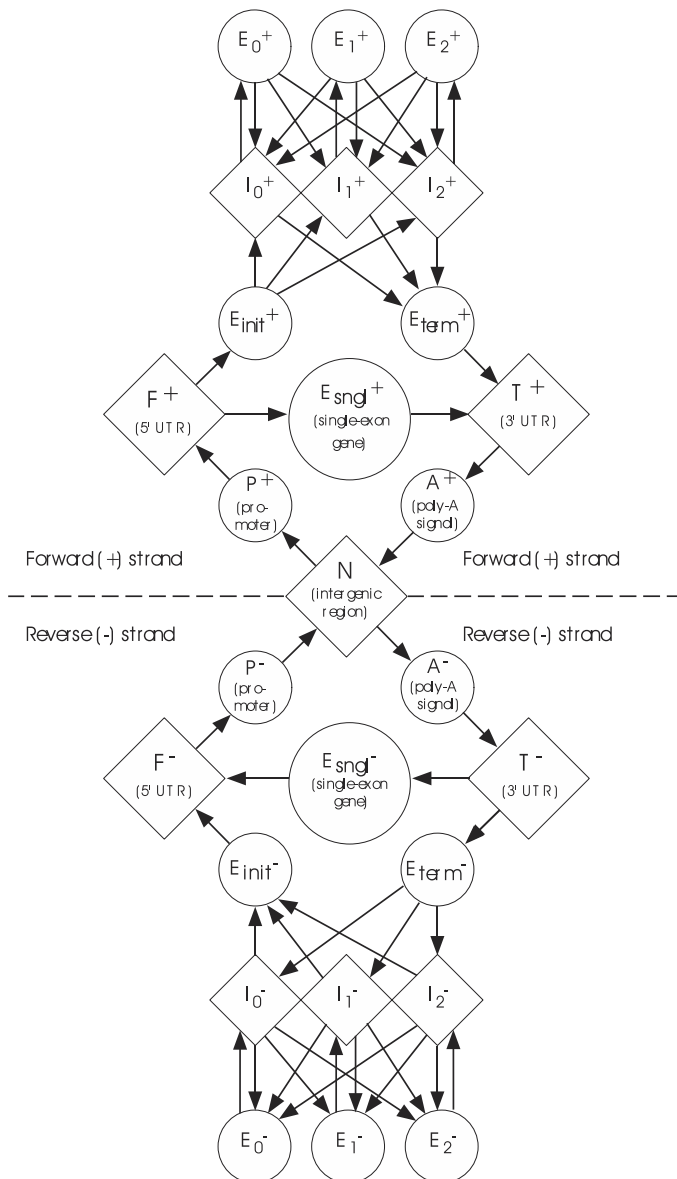 E0+ E1+ E2+
I0+ I1+ I2+
Einit+ Eterm+
F+ Esngl+ T+
(5' UTR) (single-exon gene) (3' UTR)
P+ A+
(pro-
moter)
(poly-A
signal)
Forward (+) strand Forward (+) strand
N
(intergenic
region)
Reverse (-) strand Reverse (-) strand
P- A-
(pro-
moter)
(poly-A
signal)
F- Esngl- T-
(5' UTR) (single-exon gene) (3' UTR)
Einit- Eterm-
I0- I1- I2-
E0- E1- E2-